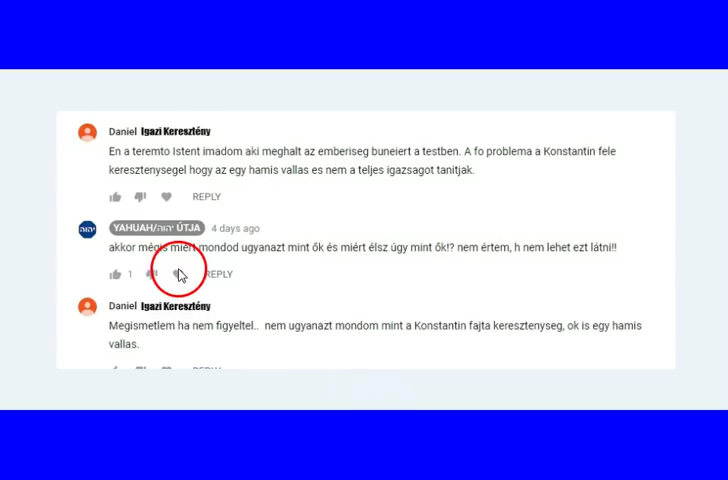 Daniel Igazi Keresztény
En a teremto Istent imadom aki meghalt az emberiseg buneiert a testben. A fo problema a Konstantin fele
keresztenysegel hogy az egy hamis vallas es nem a teljes igazsagot tanitjak.
REPLY
יהוה
YAHUAH/יהוה ÚTJA 4 days ago
akkor mégis miért mondod ugyanazt mint ők és miért élsz úgy mint ők!? nem értem, h nem lehet ezt látni!!
1 REPLY
Daniel Igazi Keresztény
Megismetlem ha nem figyeltel.. nem ugyanazt mondom mint a Konstantin fajta keresztenyseg, ok is egy hamis
vallas.
REPLY